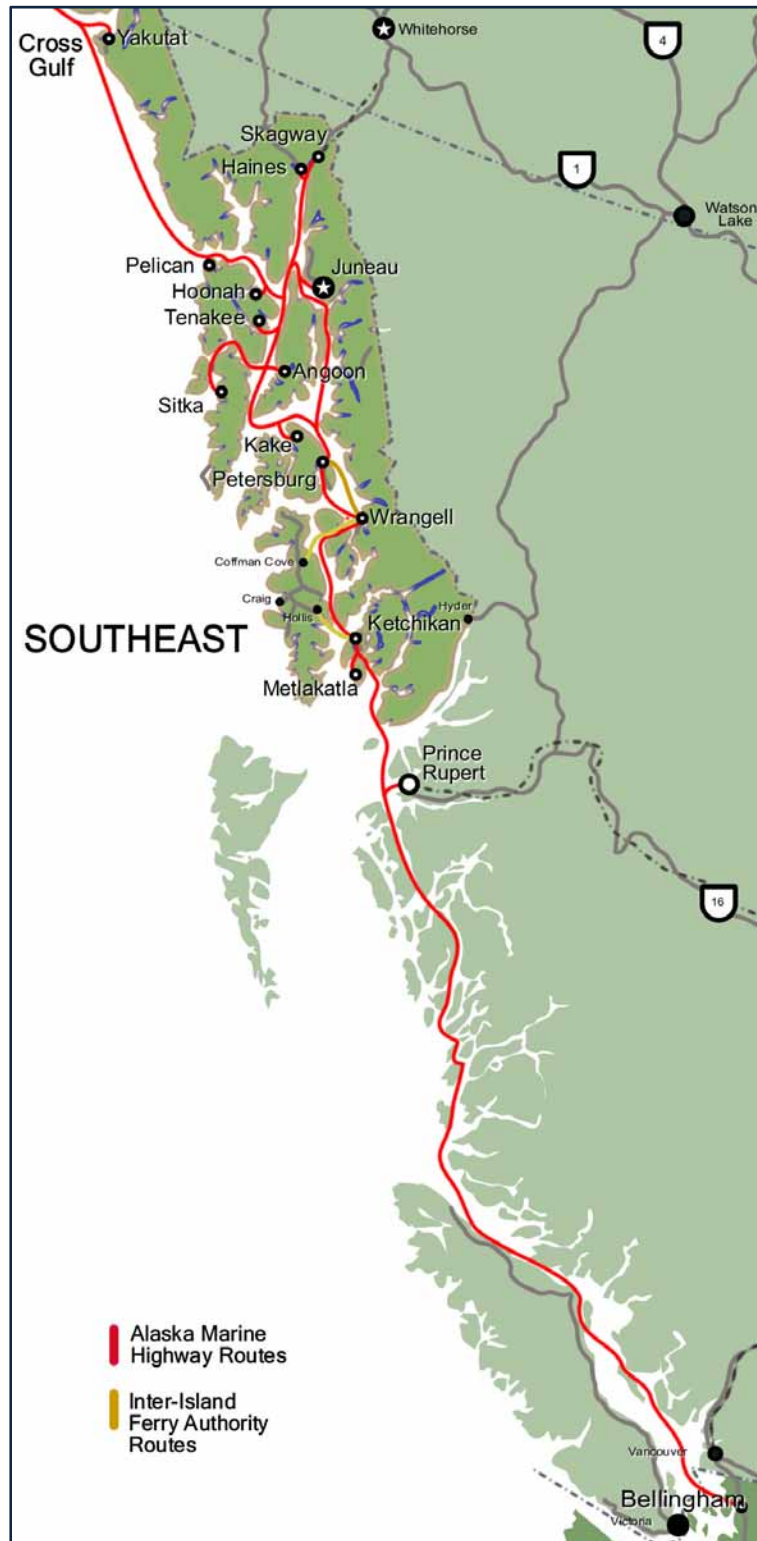 Cross
Gulf
Yakutat
Whitehorse
4
Skagway
Haines
1
Watson
Lake
Pelican
Juneau
Hoonah
Tenakee
Angoon
Sitka
Kake
Petersburg
Wrangell
Coffman Cove
Craig
Hollis
Ketchikan
Hyder
SOUTHEAST
Metlakatla
Prince
Rupert
16
Alaska Marine
Highway Routes
Inter-Island
Ferry Authority
Routes
Vancouver
Bellingham
Victoria